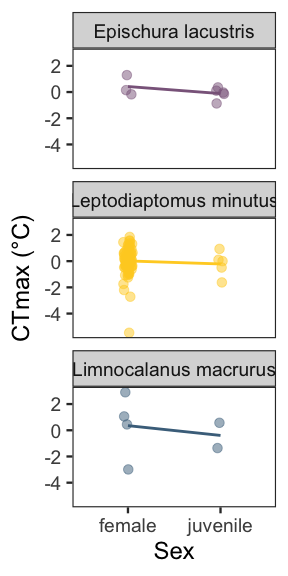 Epischura lacustris
2
0
-2
-4
Leptodiaptomus minutus
2
0
-2
-4
Limnocalanus macrurus
2
0
-2
-4
CTmax (°C)
female juvenile
Sex